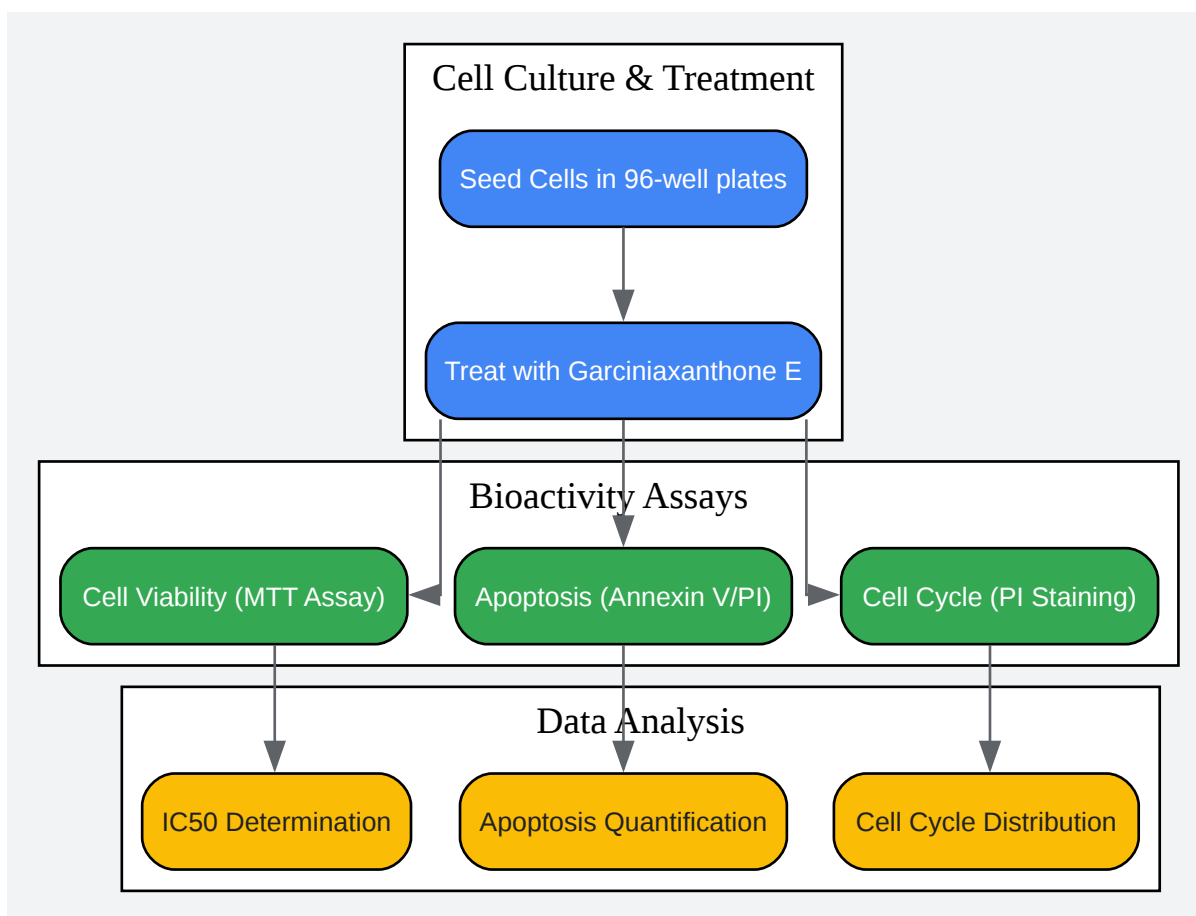 Cell Culture & Treatment
Seed Cells in 96-well plates
Treat with Garciniaxanthone E
Bioactivity Assays
Cell Viability (MTT Assay)
Apoptosis (Annexin V/PI)
Cell Cycle (PI Staining)
Data Analysis
IC50 Determination
Apoptosis Quantification
Cell Cycle Distribution